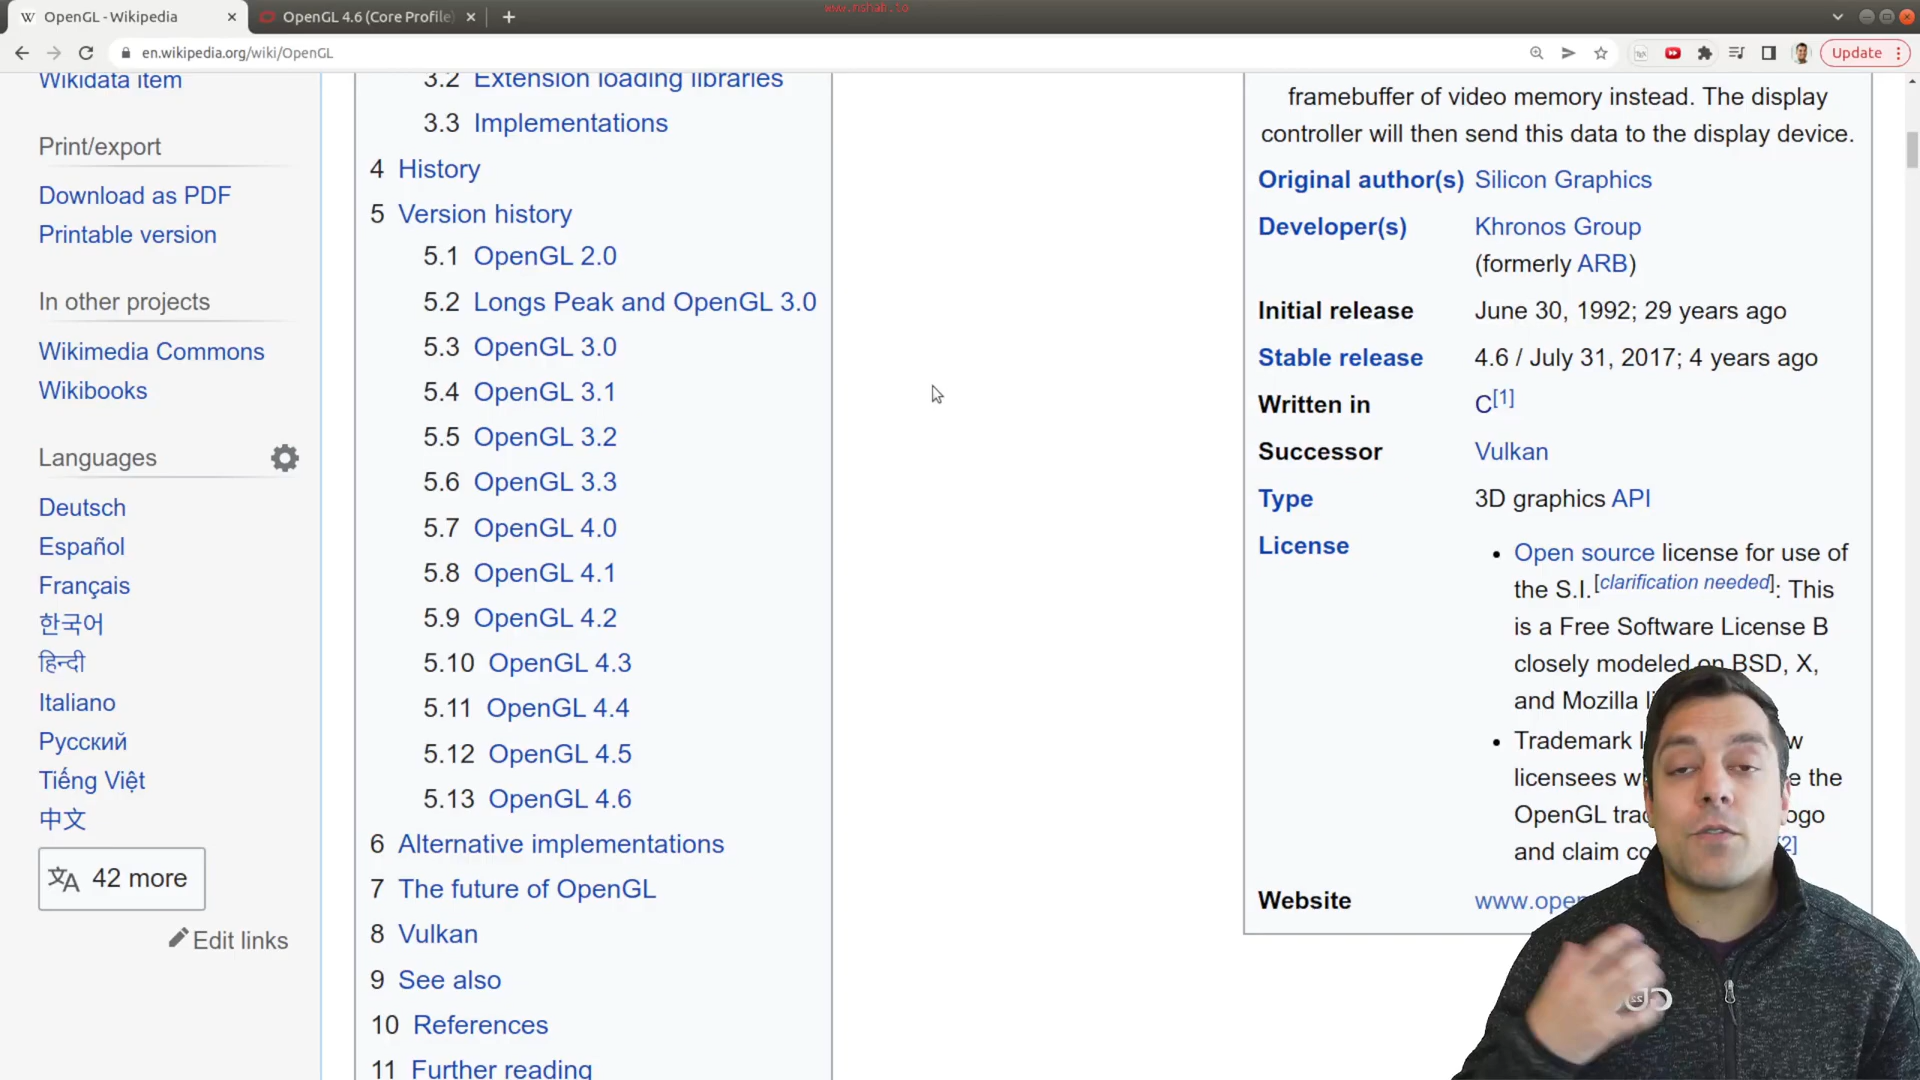 OpenGL - Wikipedia
OpenGL 4.6 (Core Profile)
en.wikipedia.org/wiki/OpenGL
Update
Wikidata item
Print/export
Download as PDF
Printable version
In other projects
Wikimedia Commons
Wikibooks
Languages
Deutsch
Español
Français
한국어
हिन्दी
Italiano
Русский
Tiếng Việt
中文
42 more
Edit links
3.2 Extension loading libraries
3.3 Implementations
4 History
5 Version history
5.1 OpenGL 2.0
5.2 Longs Peak and OpenGL 3.0
5.3 OpenGL 3.0
5.4 OpenGL 3.1
5.5 OpenGL 3.2
5.6 OpenGL 3.3
5.7 OpenGL 4.0
5.8 OpenGL 4.1
5.9 OpenGL 4.2
5.10 OpenGL 4.3
5.11 OpenGL 4.4
5.12 OpenGL 4.5
5.13 OpenGL 4.6
6 Alternative implementations
7 The future of OpenGL
8 Vulkan
9 See also
10 References
11 Further reading
framebuffer of video memory instead. The display
controller will then send this data to the display device.
Original author(s) Silicon Graphics
Developer(s) Khronos Group
(formerly ARB)
Initial release June 30, 1992; 29 years ago
Stable release 4.6 / July 31, 2017; 4 years ago
Written in C[1]
Successor Vulkan
Type 3D graphics API
License • Open source license for use of
the S.I.[clarification needed]: This
is a Free Software License B
closely modeled on BSD, X,
and Mozilla
• Trademark
licensees the
OpenGL
and claim [2]
Website